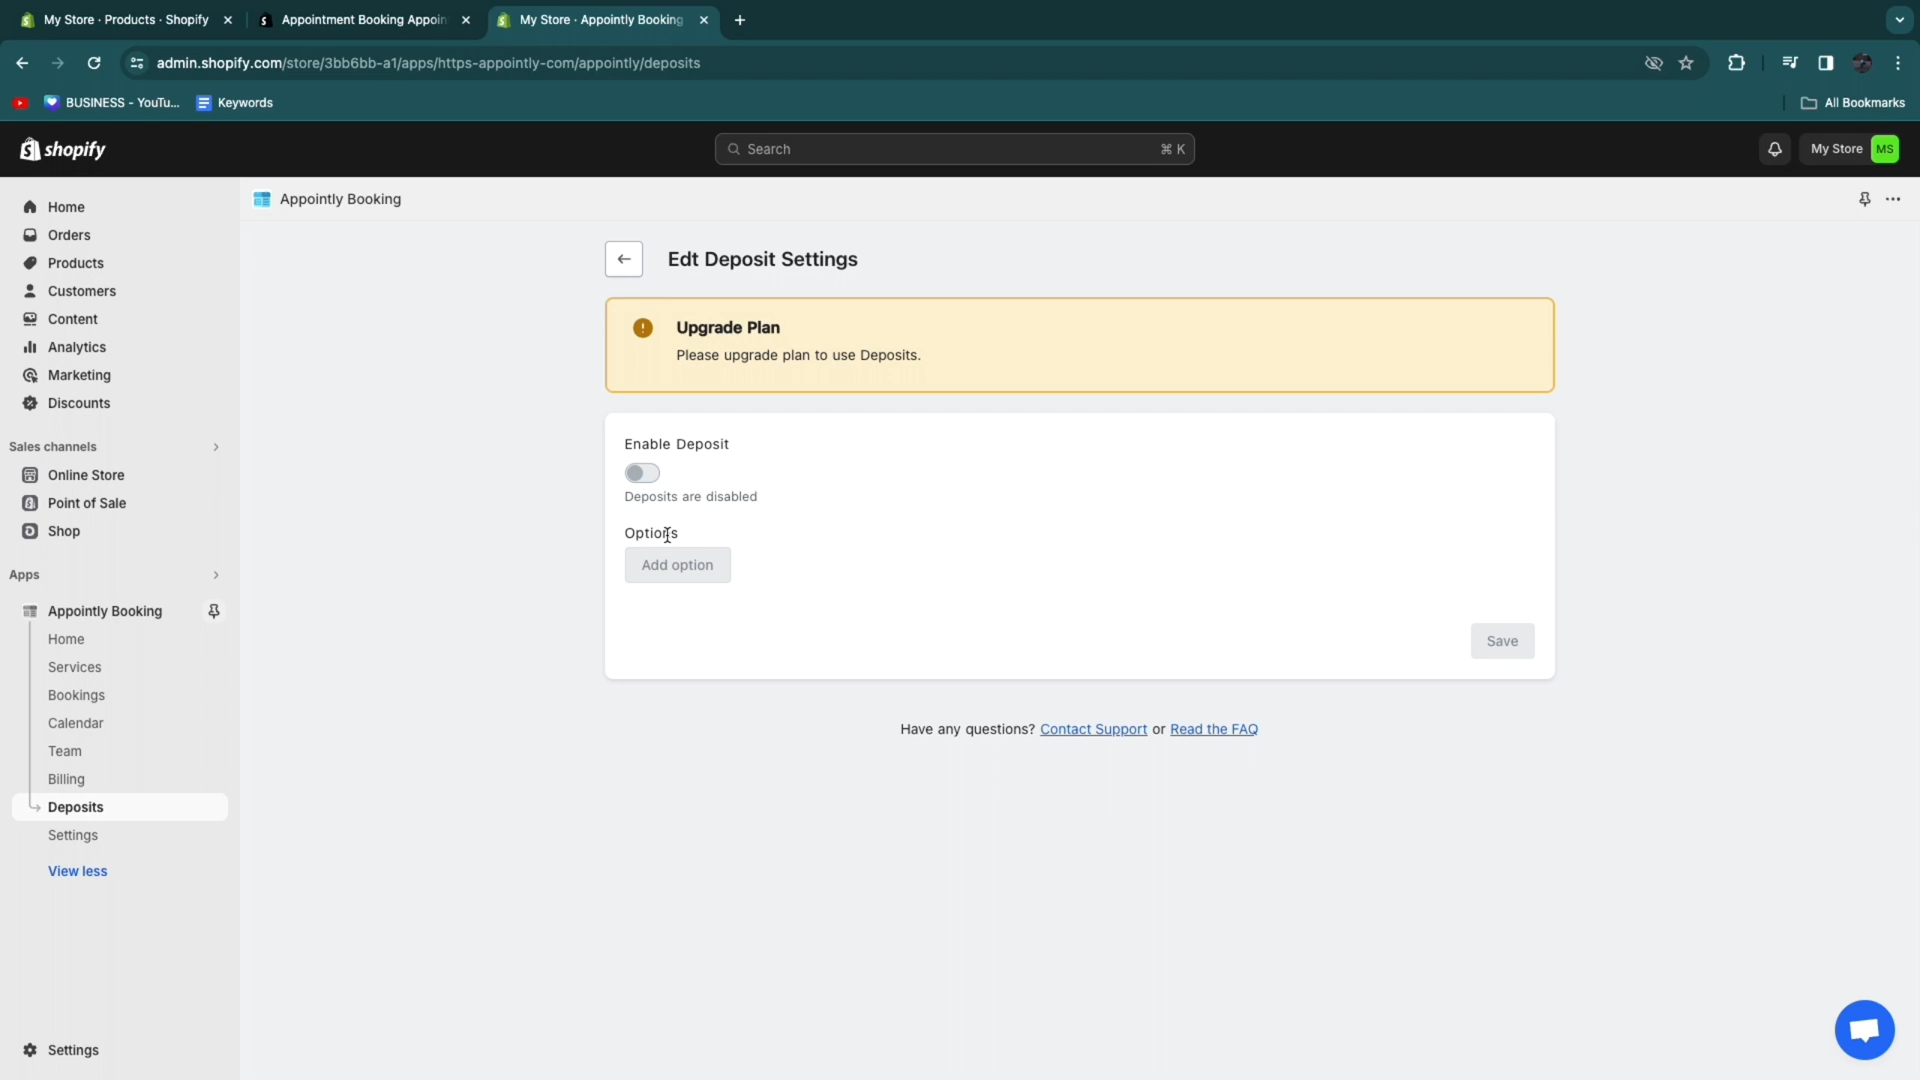 My Store · Products · Shopify
Appointment Booking Appoin
My Store · Appointly Booking
admin.shopify.com/store/3bb6bb-a1/apps/https-appointly-com/appointly/deposits
BUSINESS - YouTu...
Keywords
All Bookmarks
shopify
Search
⌘ K
My Store
MS
Home
Orders
Products
Customers
Content
Analytics
Marketing
Discounts
Sales channels
Online Store
Point of Sale
Shop
Apps
Appointly Booking
Home
Services
Bookings
Calendar
Team
Billing
Deposits
Settings
View less
Settings
Appointly Booking
Edt Deposit Settings
Upgrade Plan
Please upgrade plan to use Deposits.
Enable Deposit
Deposits are disabled
Options
Add option
Save
Have any questions? Contact Support or Read the FAQ